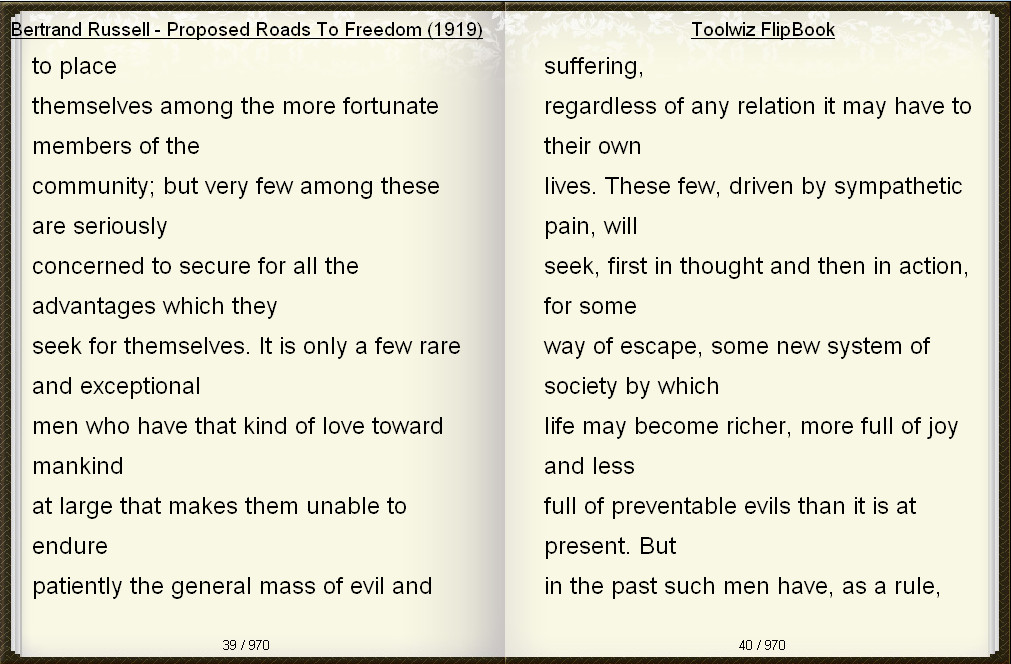 Bertrand Russell - Proposed Roads To Freedom (1919)
to place
themselves among the more fortunate
members of the
community; but very few among these
are seriously
concerned to secure for all the
advantages which they
seek for themselves. It is only a few rare
and exceptional
men who have that kind of love toward
mankind
at large that makes them unable to
endure
patiently the general mass of evil and
39 / 970
Toolwiz FlipBook
suffering,
regardless of any relation it may have to
their own
lives. These few, driven by sympathetic
pain, will
seek, first in thought and then in action,
for some
way of escape, some new system of
society by which
life may become richer, more full of joy
and less
full of preventable evils than it is at
present. But
in the past such men have, as a rule,
40 / 970